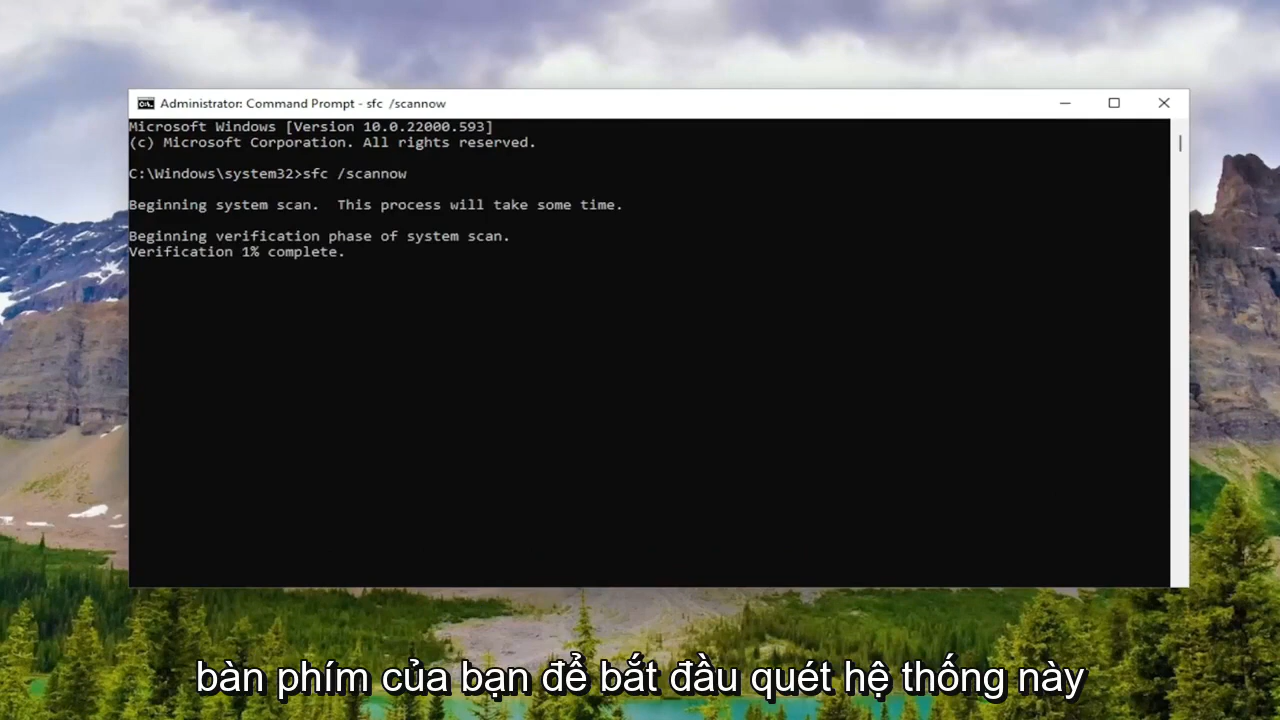 Administrator: Command Prompt - sfc /scannow
Microsoft Windows [Version 10.0.22000.593]
(c) Microsoft Corporation. All rights reserved.
C:\Windows\system32>sfc /scannow
Beginning system scan.  This process will take some time.
Beginning verification phase of system scan.
Verification 1% complete.
bàn phím của bạn để bắt đầu quét hệ thống này